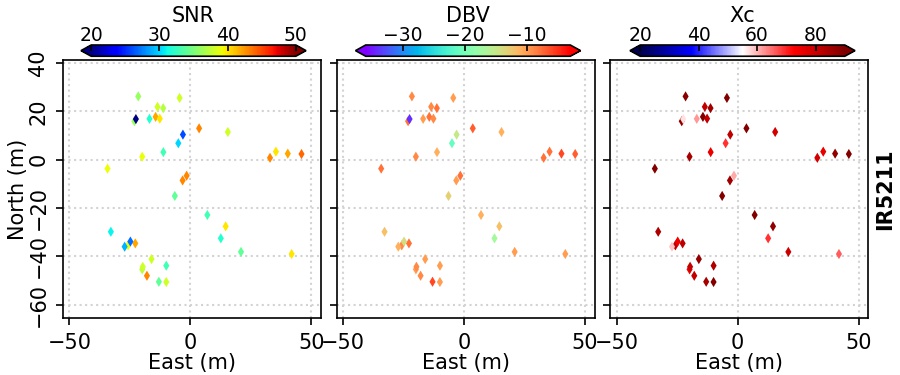 SNR DBV Xc
20 30 40 50 −30 −20 −10 20 40 60 80
40
20
0
−20
−40
−60
North (m)
IR5211
−50 0 50 −50 0 50 −50 0 50
East (m) East (m) East (m)